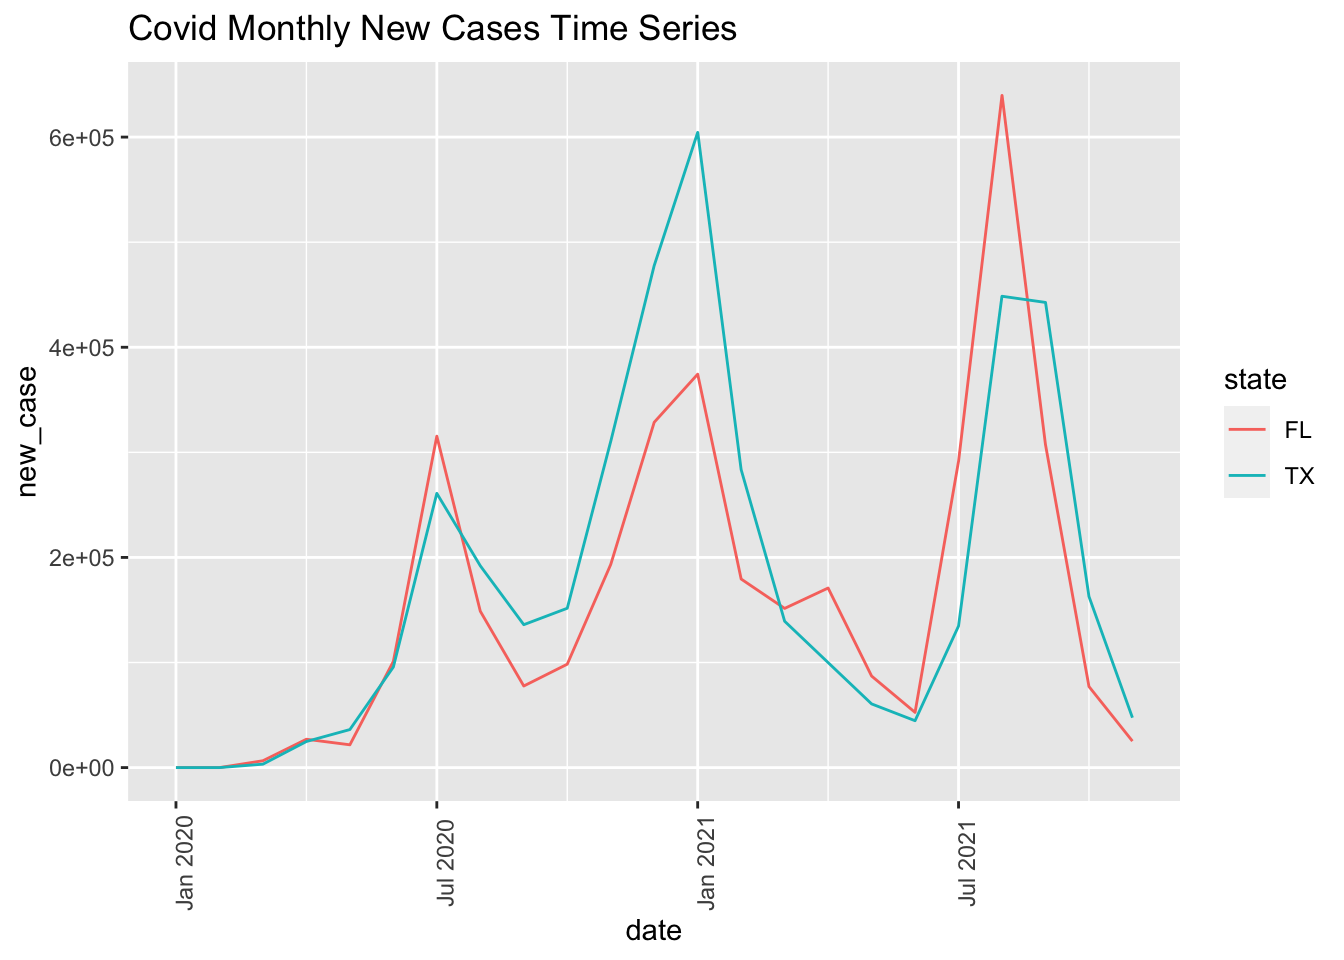 Covid Monthly New Cases Time Series
6e+05
4e+05
2e+05
0e+00
new_case
Jan 2020
Jul 2020
Jan 2021
Jul 2021
date
state
FL
TX